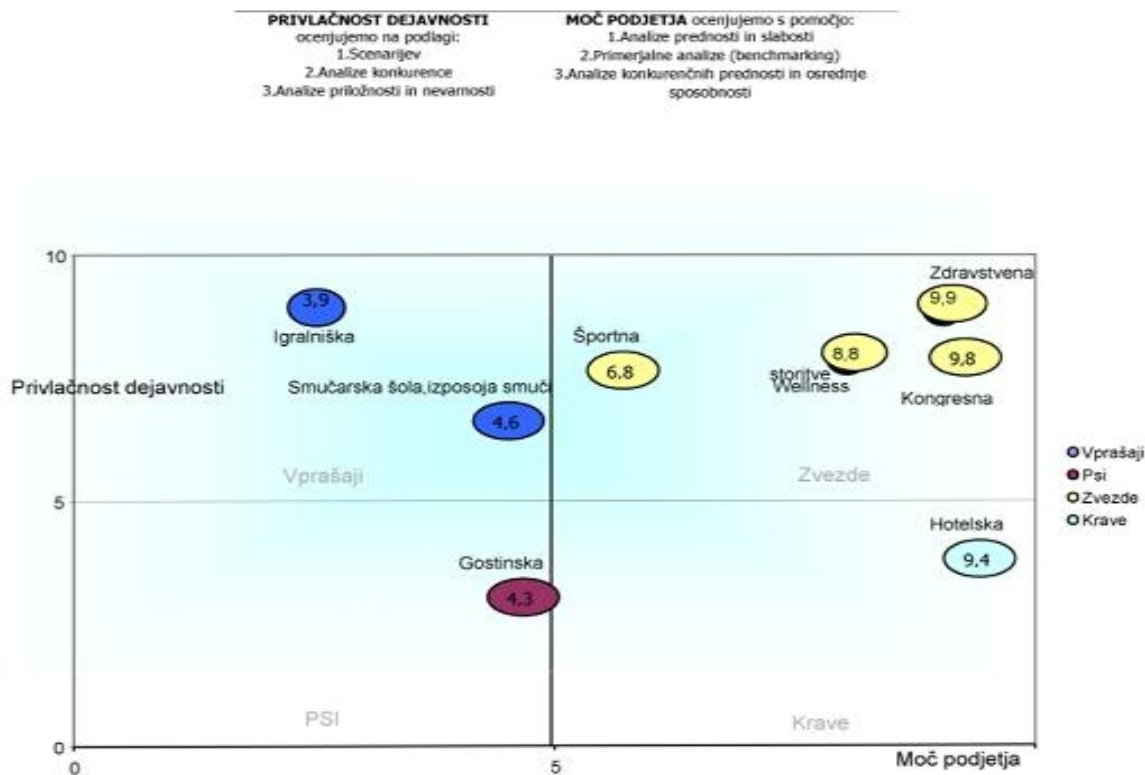 PRIVLAČNOST DEJAVNOSTI
ocenjujemo na podlagi:
1.Scenarijev
2.Analize konkurence
3.Analize priložnosti in nevarnosti
MOČ PODJETJA ocenjujemo s pomočjo:
1.Analize prednosti in slabosti
2.Primerjalne analize (benchmarking)
3.Analize konkurenčnih prednosti in osrednje
sposobnosti
10
Zdravstvena
3,9
9,9
Igralniška
Športna
8,8
9,8
6,8
storitve
Wellness
Privlačnost dejavnosti
Smučarska šola,izposoja smuči
Kongresna
4,6
Vprašaji
Zvezde
Vprašaji
Psi
Zvezde
Krave
5
Hotelska
Gostinska
9,4
4,3
PSI
Krave
0
Moč podjetja
0
5